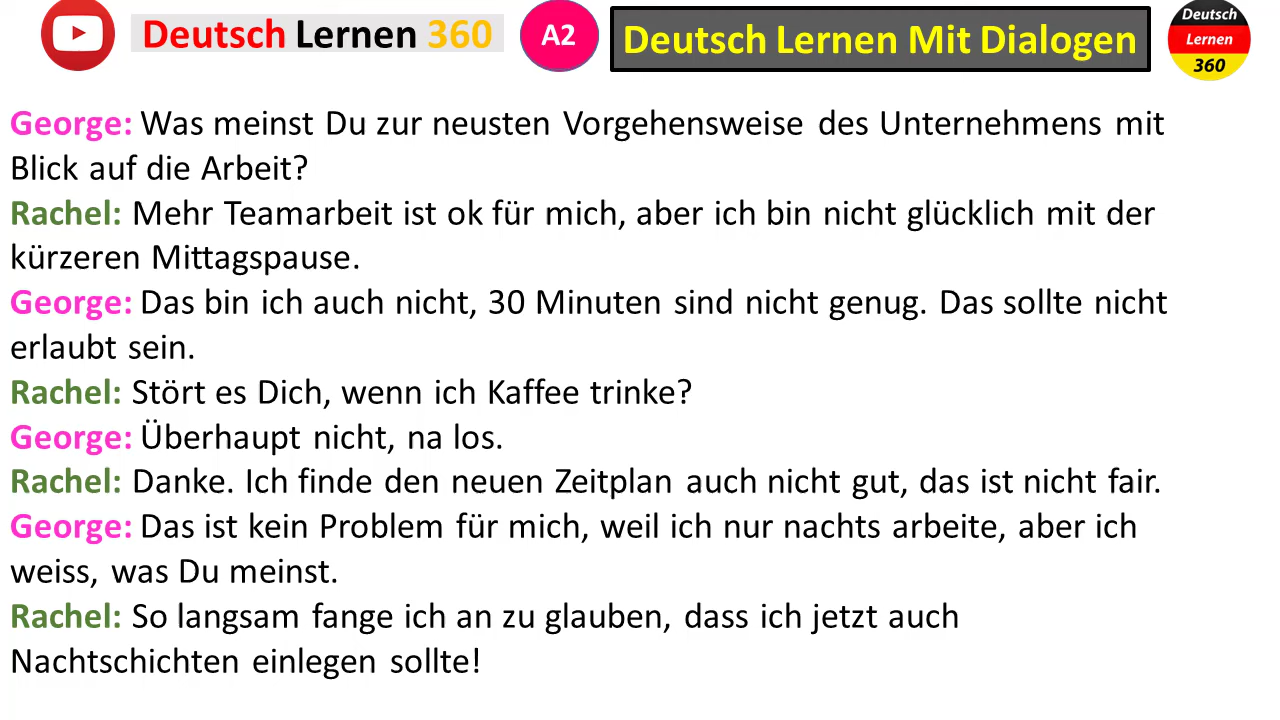 Deutsch Lernen 360
A2
Deutsch Lernen Mit Dialogen
Deutsch
Lernen
360
George: Was meinst Du zur neusten Vorgehensweise des Unternehmens mit
Blick auf die Arbeit?
Rachel: Mehr Teamarbeit ist ok für mich, aber ich bin nicht glücklich mit der
kürzeren Mittagspause.
George: Das bin ich auch nicht, 30 Minuten sind nicht genug. Das sollte nicht
erlaubt sein.
Rachel: Stört es Dich, wenn ich Kaffee trinke?
George: Überhaupt nicht, na los.
Rachel: Danke. Ich finde den neuen Zeitplan auch nicht gut, das ist nicht fair.
George: Das ist kein Problem für mich, weil ich nur nachts arbeite, aber ich
weiss, was Du meinst.
Rachel: So langsam fange ich an zu glauben, dass ich jetzt auch
Nachtschichten einlegen sollte!